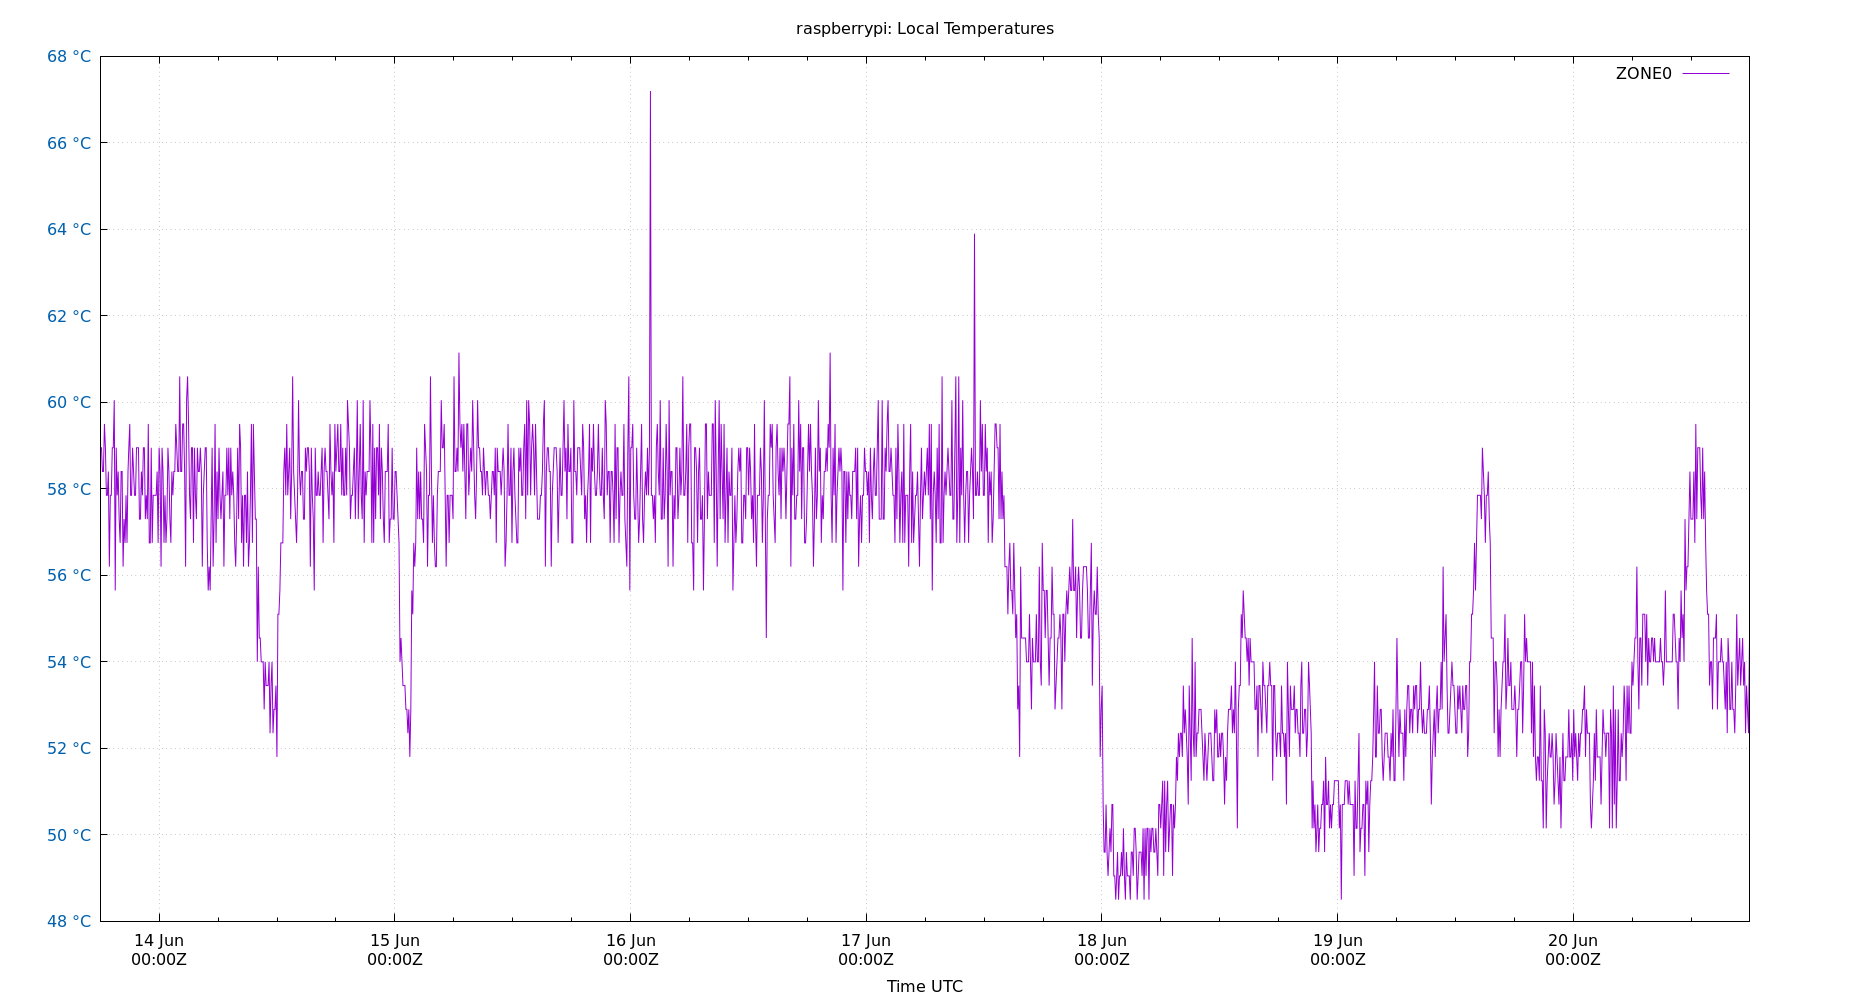 raspberrypi: Local Temperatures
68 °C
ZONE0
66 °C
64 °C
62 °C
60 °C
58 °C
56 °C
54 °C
52 °C
50 °C
48 °C
14 Jun 15 Jun 16 Jun 17 Jun 18 Jun 19 Jun 20 Jun
00:00Z 00:00Z 00:00Z 00:00Z 00:00Z 00:00Z 00:00Z
Time UTC